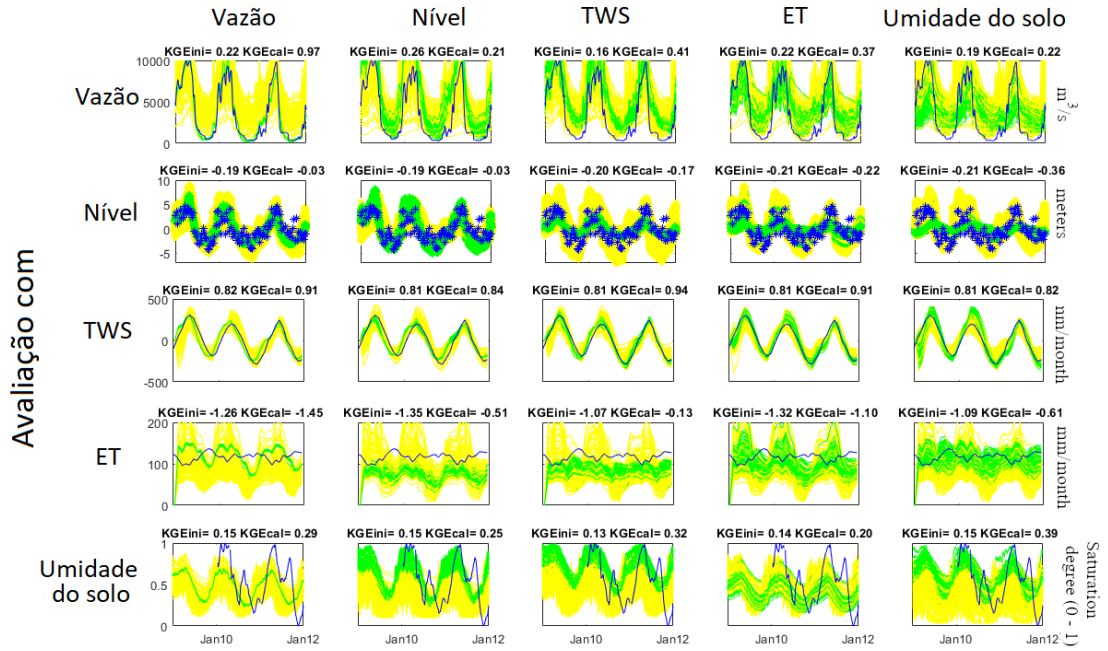 Vazão Nível TWS ET Umidade do solo
KGEini= 0.22 KGEcal= 0.97 KGEini= 0.26 KGEcal= 0.21 KGEini= 0.16 KGEcal= 0.41 KGEini= 0.22 KGEcal= 0.37 KGEini= 0.19 KGEcal= 0.22
10000
Vazão 5000 m³/s
0
KGEini= -0.19 KGEcal= -0.03 KGEini= -0.19 KGEcal= -0.03 KGEini= -0.20 KGEcal= -0.17 KGEini= -0.21 KGEcal= -0.22 KGEini= -0.21 KGEcal= -0.36
10
5
Nível 0 meters
-5
Avaliação com
KGEini= 0.82 KGEcal= 0.91 KGEini= 0.81 KGEcal= 0.84 KGEini= 0.81 KGEcal= 0.94 KGEini= 0.81 KGEcal= 0.91 KGEini= 0.81 KGEcal= 0.82
500
TWS 0 mm/month
-500
KGEini= -1.26 KGEcal= -1.45 KGEini= -1.35 KGEcal= -0.51 KGEini= -1.07 KGEcal= -0.13 KGEini= -1.32 KGEcal= -1.10 KGEini= -1.09 KGEcal= -0.61
200
ET 100 mm/month
0
KGEini= 0.15 KGEcal= 0.29 KGEini= 0.15 KGEcal= 0.25 KGEini= 0.13 KGEcal= 0.32 KGEini= 0.14 KGEcal= 0.20 KGEini= 0.15 KGEcal= 0.39
1
Umidade 0.5 Saturation
do solo degree (0 - 1)
0
Jan10 Jan12 Jan10 Jan12 Jan10 Jan12 Jan10 Jan12 Jan10 Jan12